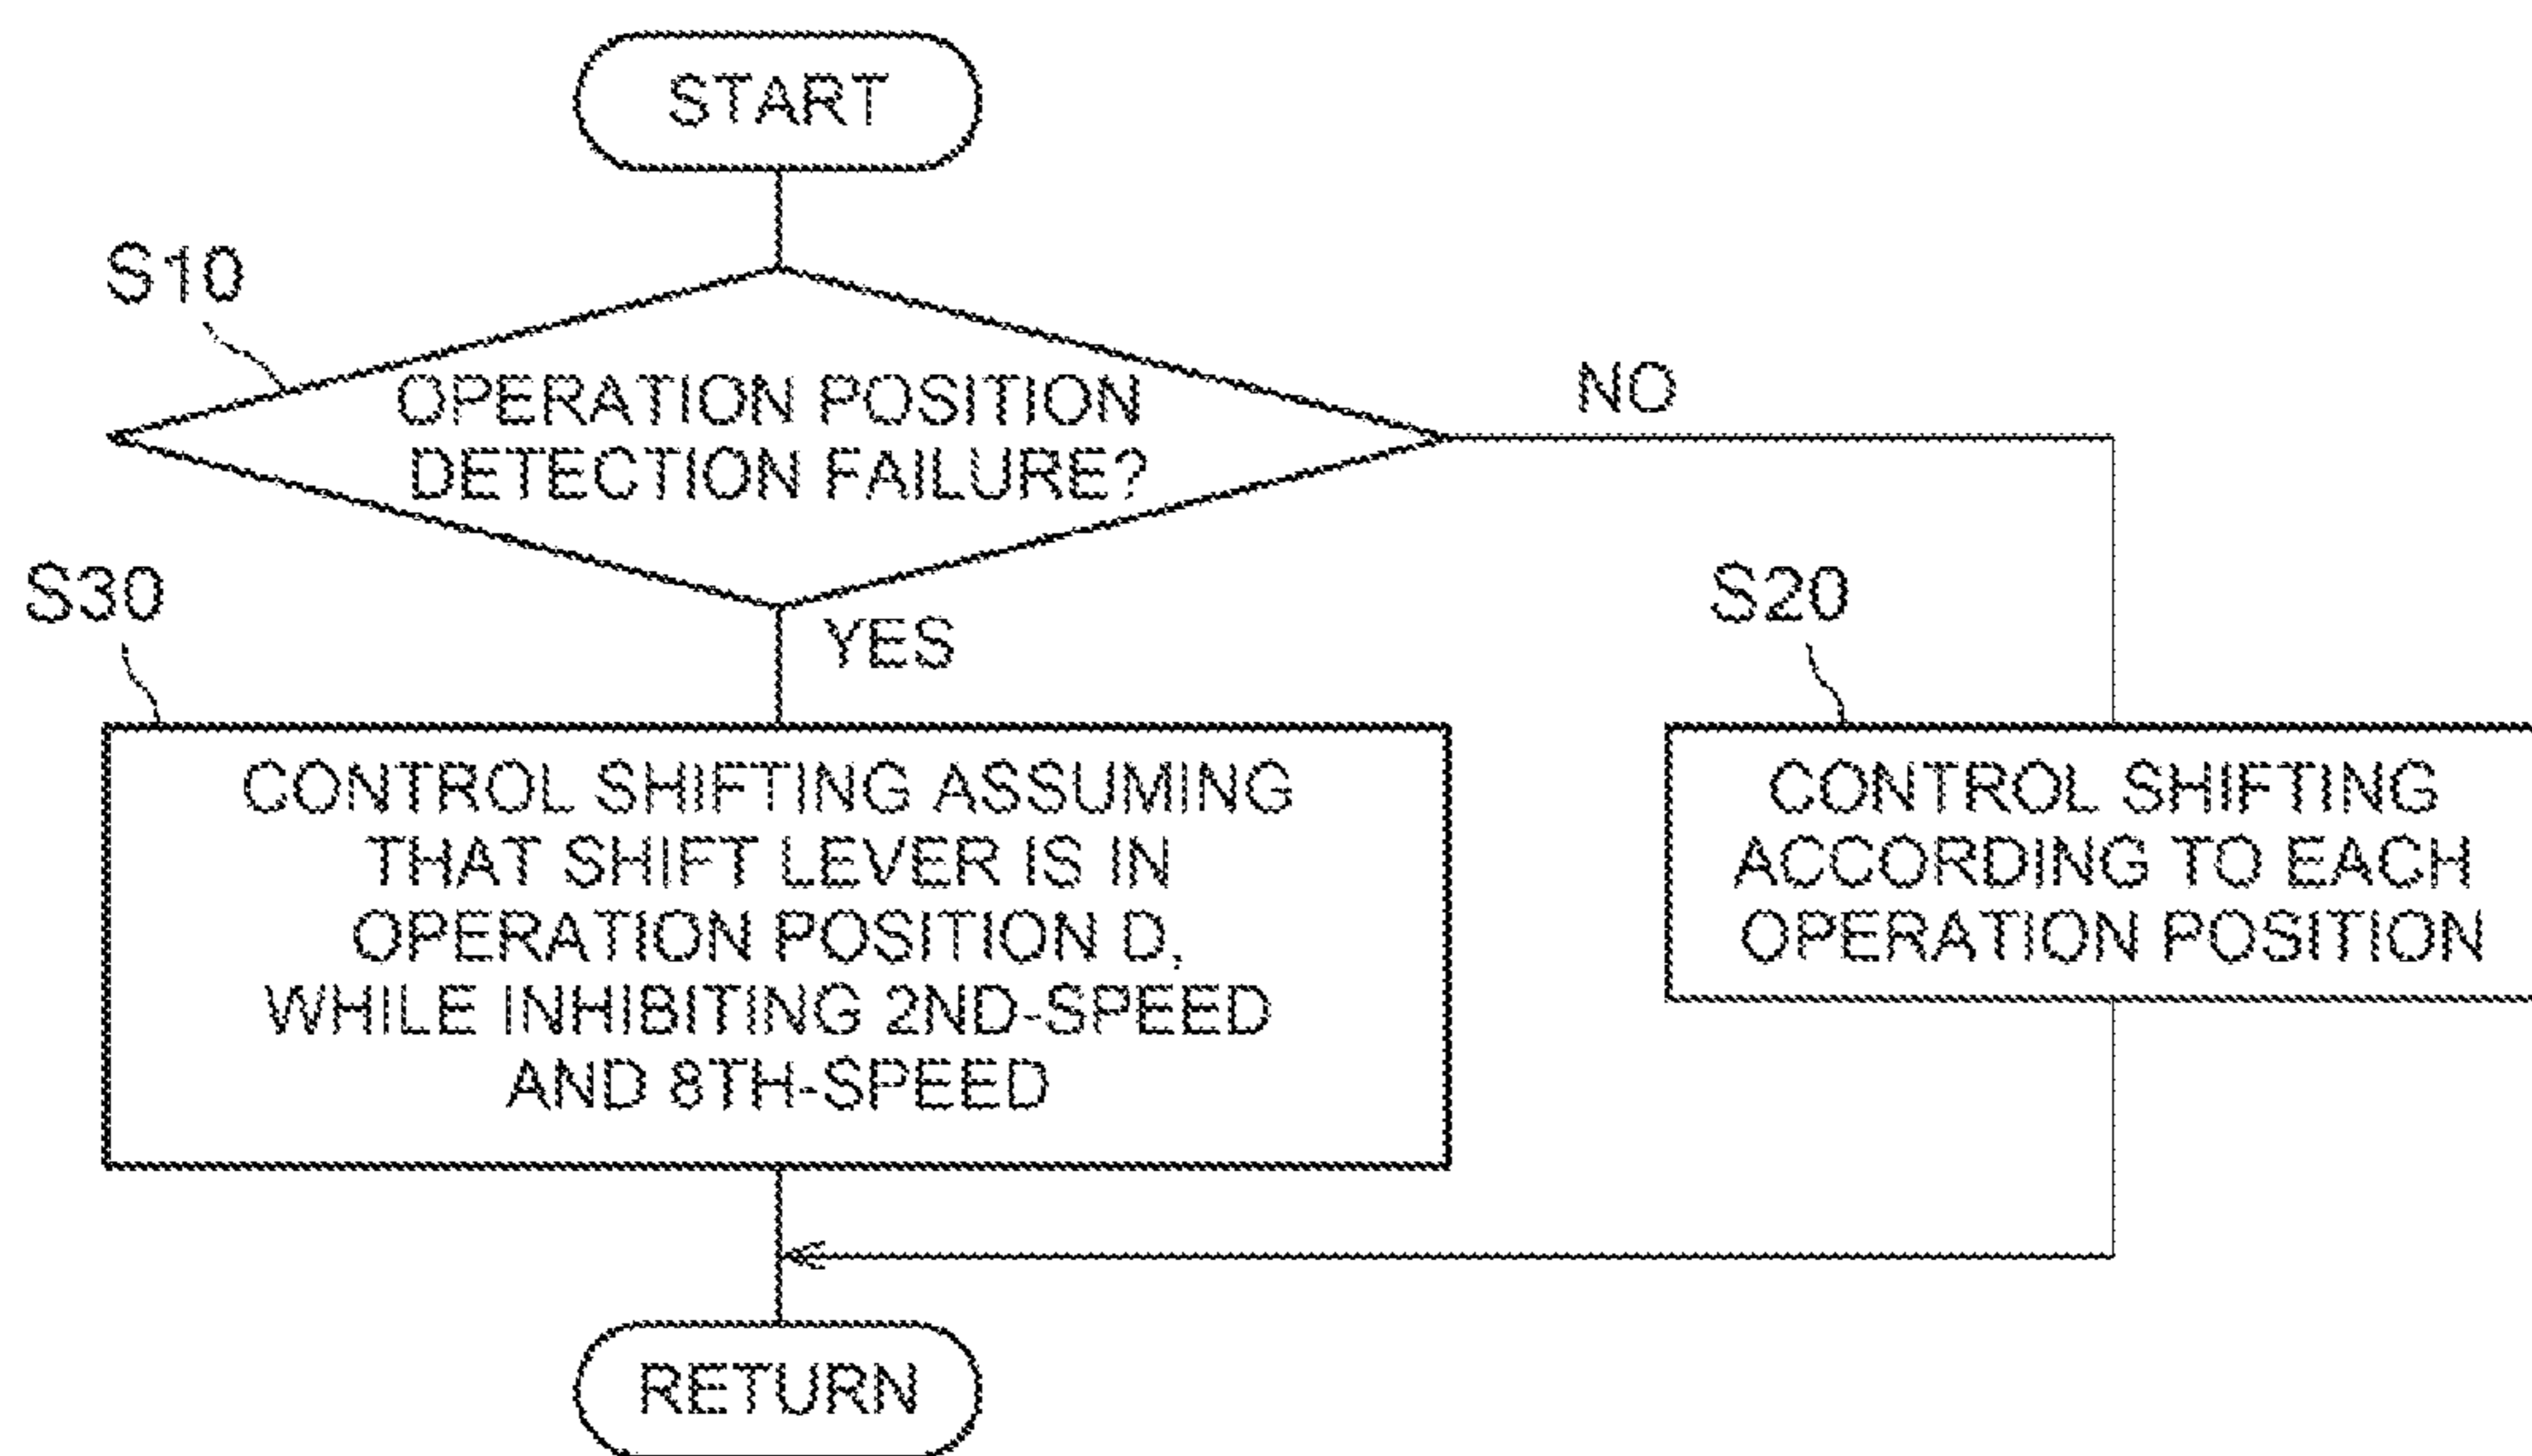 START
S10
OPERATION POSITION
DETECTION FAILURE?
NO
YES
S30
CONTROL SHIFTING ASSUMING
THAT SHIFT LEVER IS IN
OPERATION POSITION D,
WHILE INHIBITING 2ND-SPEED
AND 8TH-SPEED
S20
CONTROL SHIFTING
ACCORDING TO EACH
OPERATION POSITION
RETURN